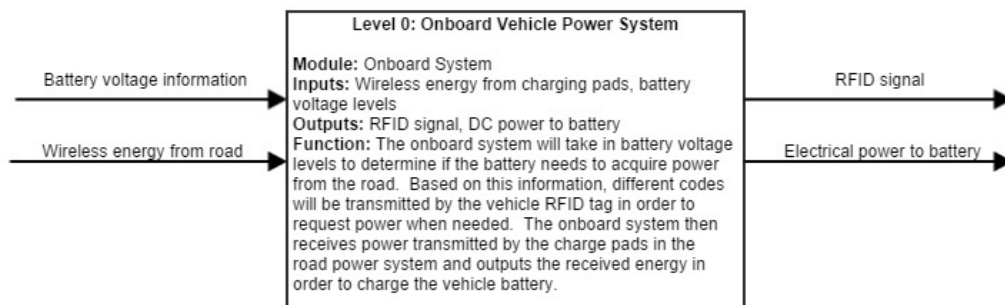 Level 0: Onboard Vehicle Power System
Battery voltage information
Wireless energy from road
Module: Onboard System
Inputs: Wireless energy from charging pads, battery
voltage levels
Outputs: RFID signal, DC power to battery
Function: The onboard system will take in battery voltage
levels to determine if the battery needs to acquire power
from the road.  Based on this information, different codes
will be transmitted by the vehicle RFID tag in order to
request power when needed.  The onboard system then
receives power transmitted by the charge pads in the
road power system and outputs the received energy in
order to charge the vehicle battery.
RFID signal
Electrical power to battery